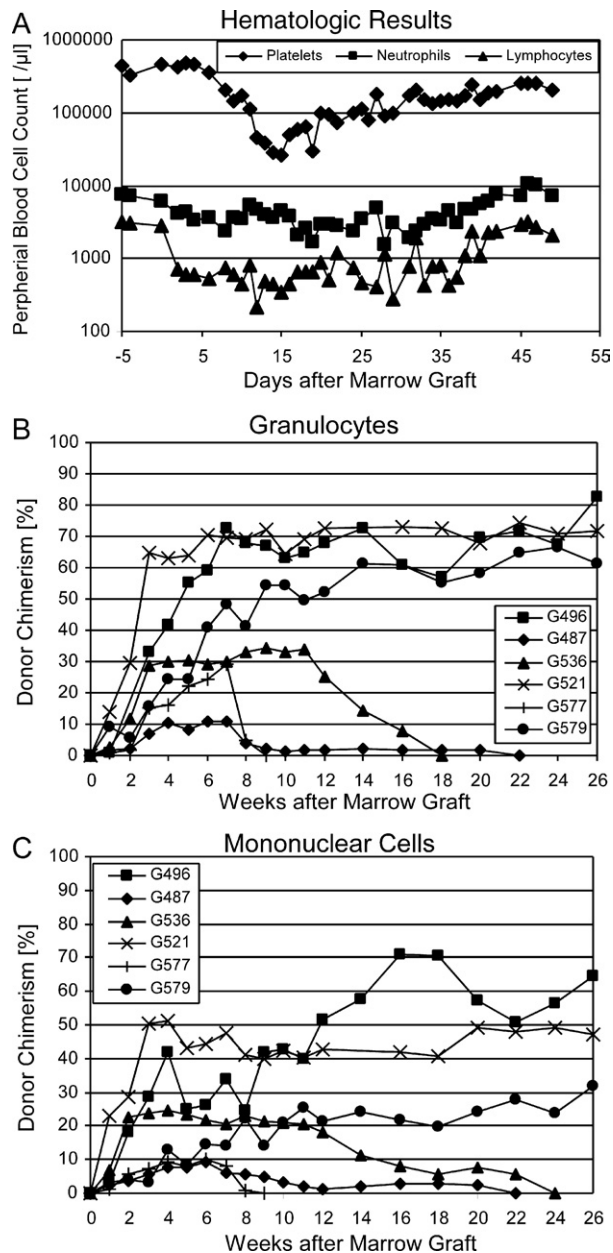 A
Hematologic Results
Platelets Neutrophils Lymphocytes
Perpherial Blood Cell Count [ /µl]
1000000
100000
10000
1000
100
-5 5 15 25 35 45 55
Days after Marrow Graft
B
Granulocytes
Donor Chimerism [%]
100
90
80
70
60
50
40
30
20
10
0
G496
G487
G536
G521
G577
G579
0 2 4 6 8 9 10 12 14 16 18 20 22 24 26
Weeks after Marrow Graft
C
Mononuclear Cells
Donor Chimerism [%]
100
90
80
70
60
50
40
30
20
10
0
G496
G487
G536
G521
G577
G579
0 2 4 6 8 9 10 12 14 16 18 20 22 24 26
Weeks after Marrow Graft